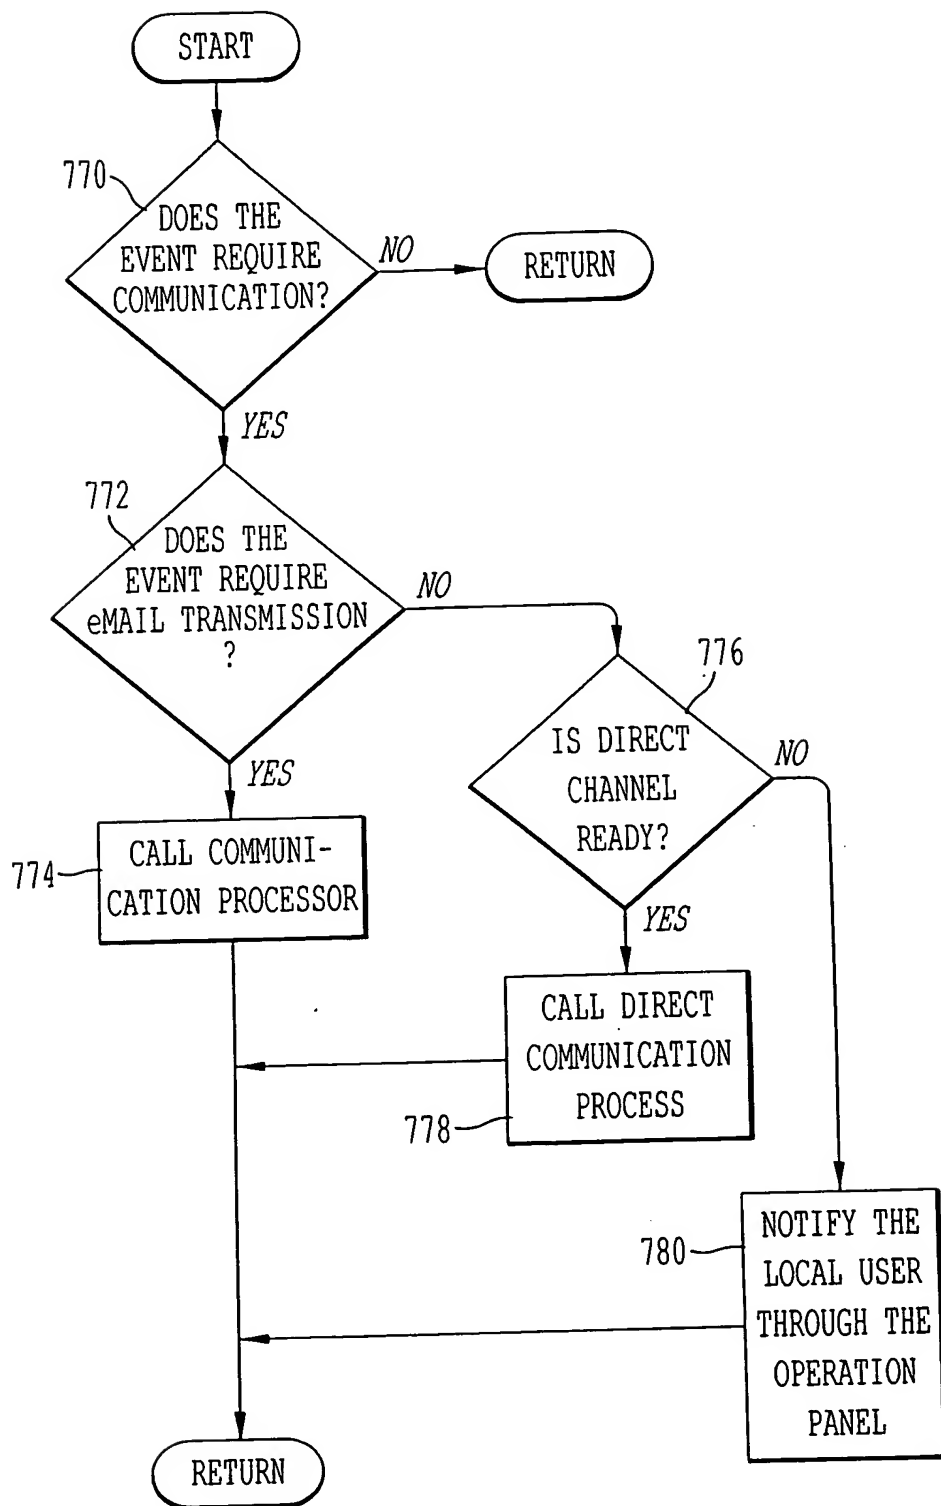 START
770
DOES THE
EVENT REQUIRE
COMMUNICATION?
NO
RETURN
YES
772
DOES THE
EVENT REQUIRE
eMAIL TRANSMISSION
?
NO
776
IS DIRECT
CHANNEL
READY?
NO
YES
774
CALL COMMUNI-
CATION PROCESSOR
YES
CALL DIRECT
COMMUNICATION
PROCESS
778
780
NOTIFY THE
LOCAL USER
THROUGH THE
OPERATION
PANEL
RETURN